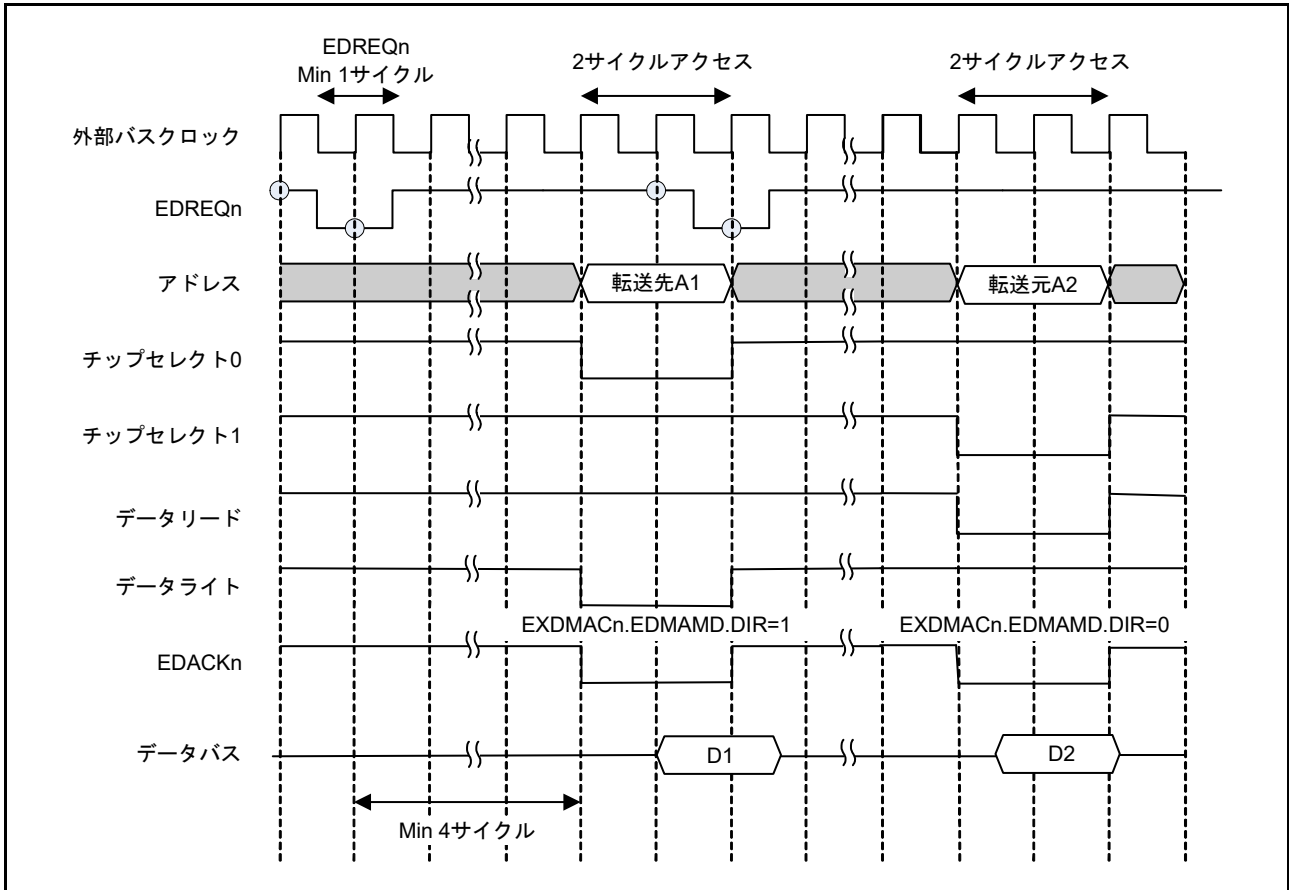 EDREQn
Min 1サイクル
2サイクルアクセス
2サイクルアクセス
外部バスクロック
EDREQn
アドレス
転送先A1
転送元A2
チップセレクト0
チップセレクト1
データリード
データライト
EXDMACn.EDMAMD.DIR=1
EXDMACn.EDMAMD.DIR=0
EDACKn
データバス
D1
D2
Min 4サイクル